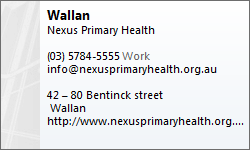 Wallan
Nexus Primary Health
(03) 5784-5555 Work
info@nexusprimaryhealth.org.au
42 – 80 Bentinck street
Wallan
http://www.nexusprimaryhealth.org....